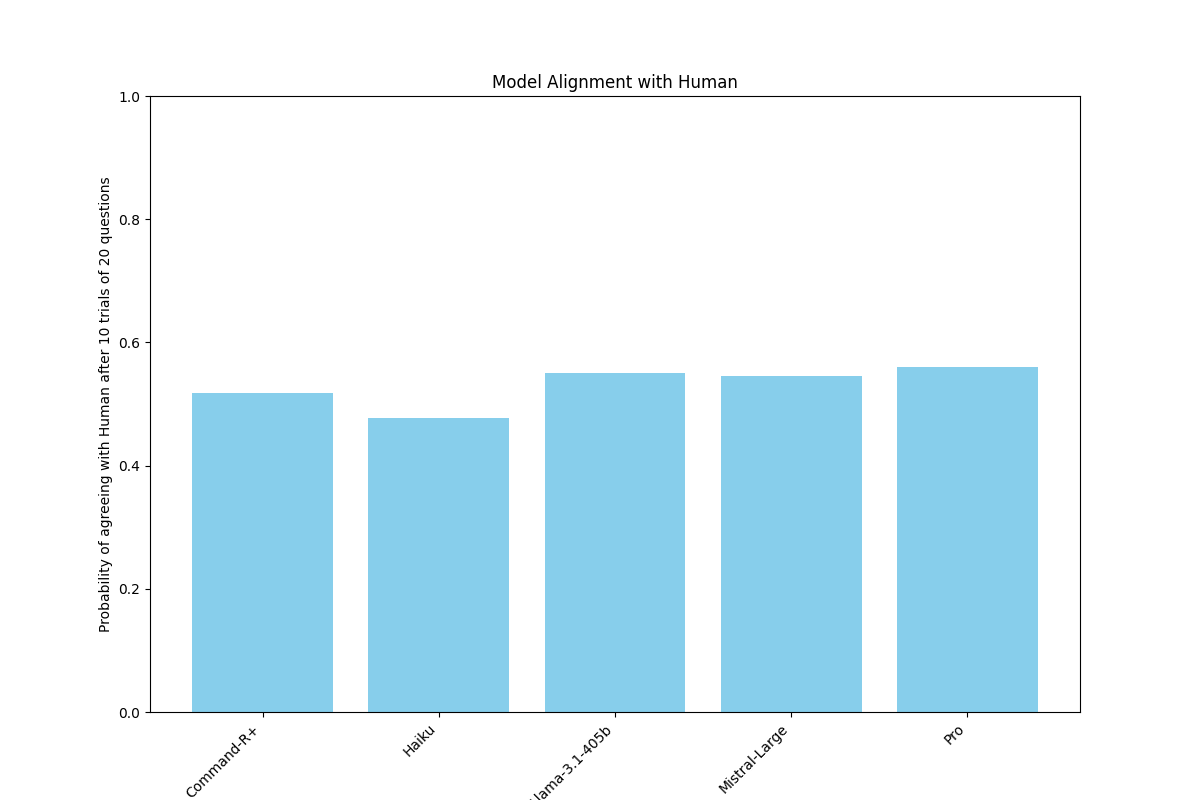 Model Alignment with Human
Probability of agreeing with Human after 10 trials of 20 questions
1.0
0.8
0.6
0.4
0.2
0.0
Command-R+
Haiku
lama-3.1-405b
Mistral-Large
Pro